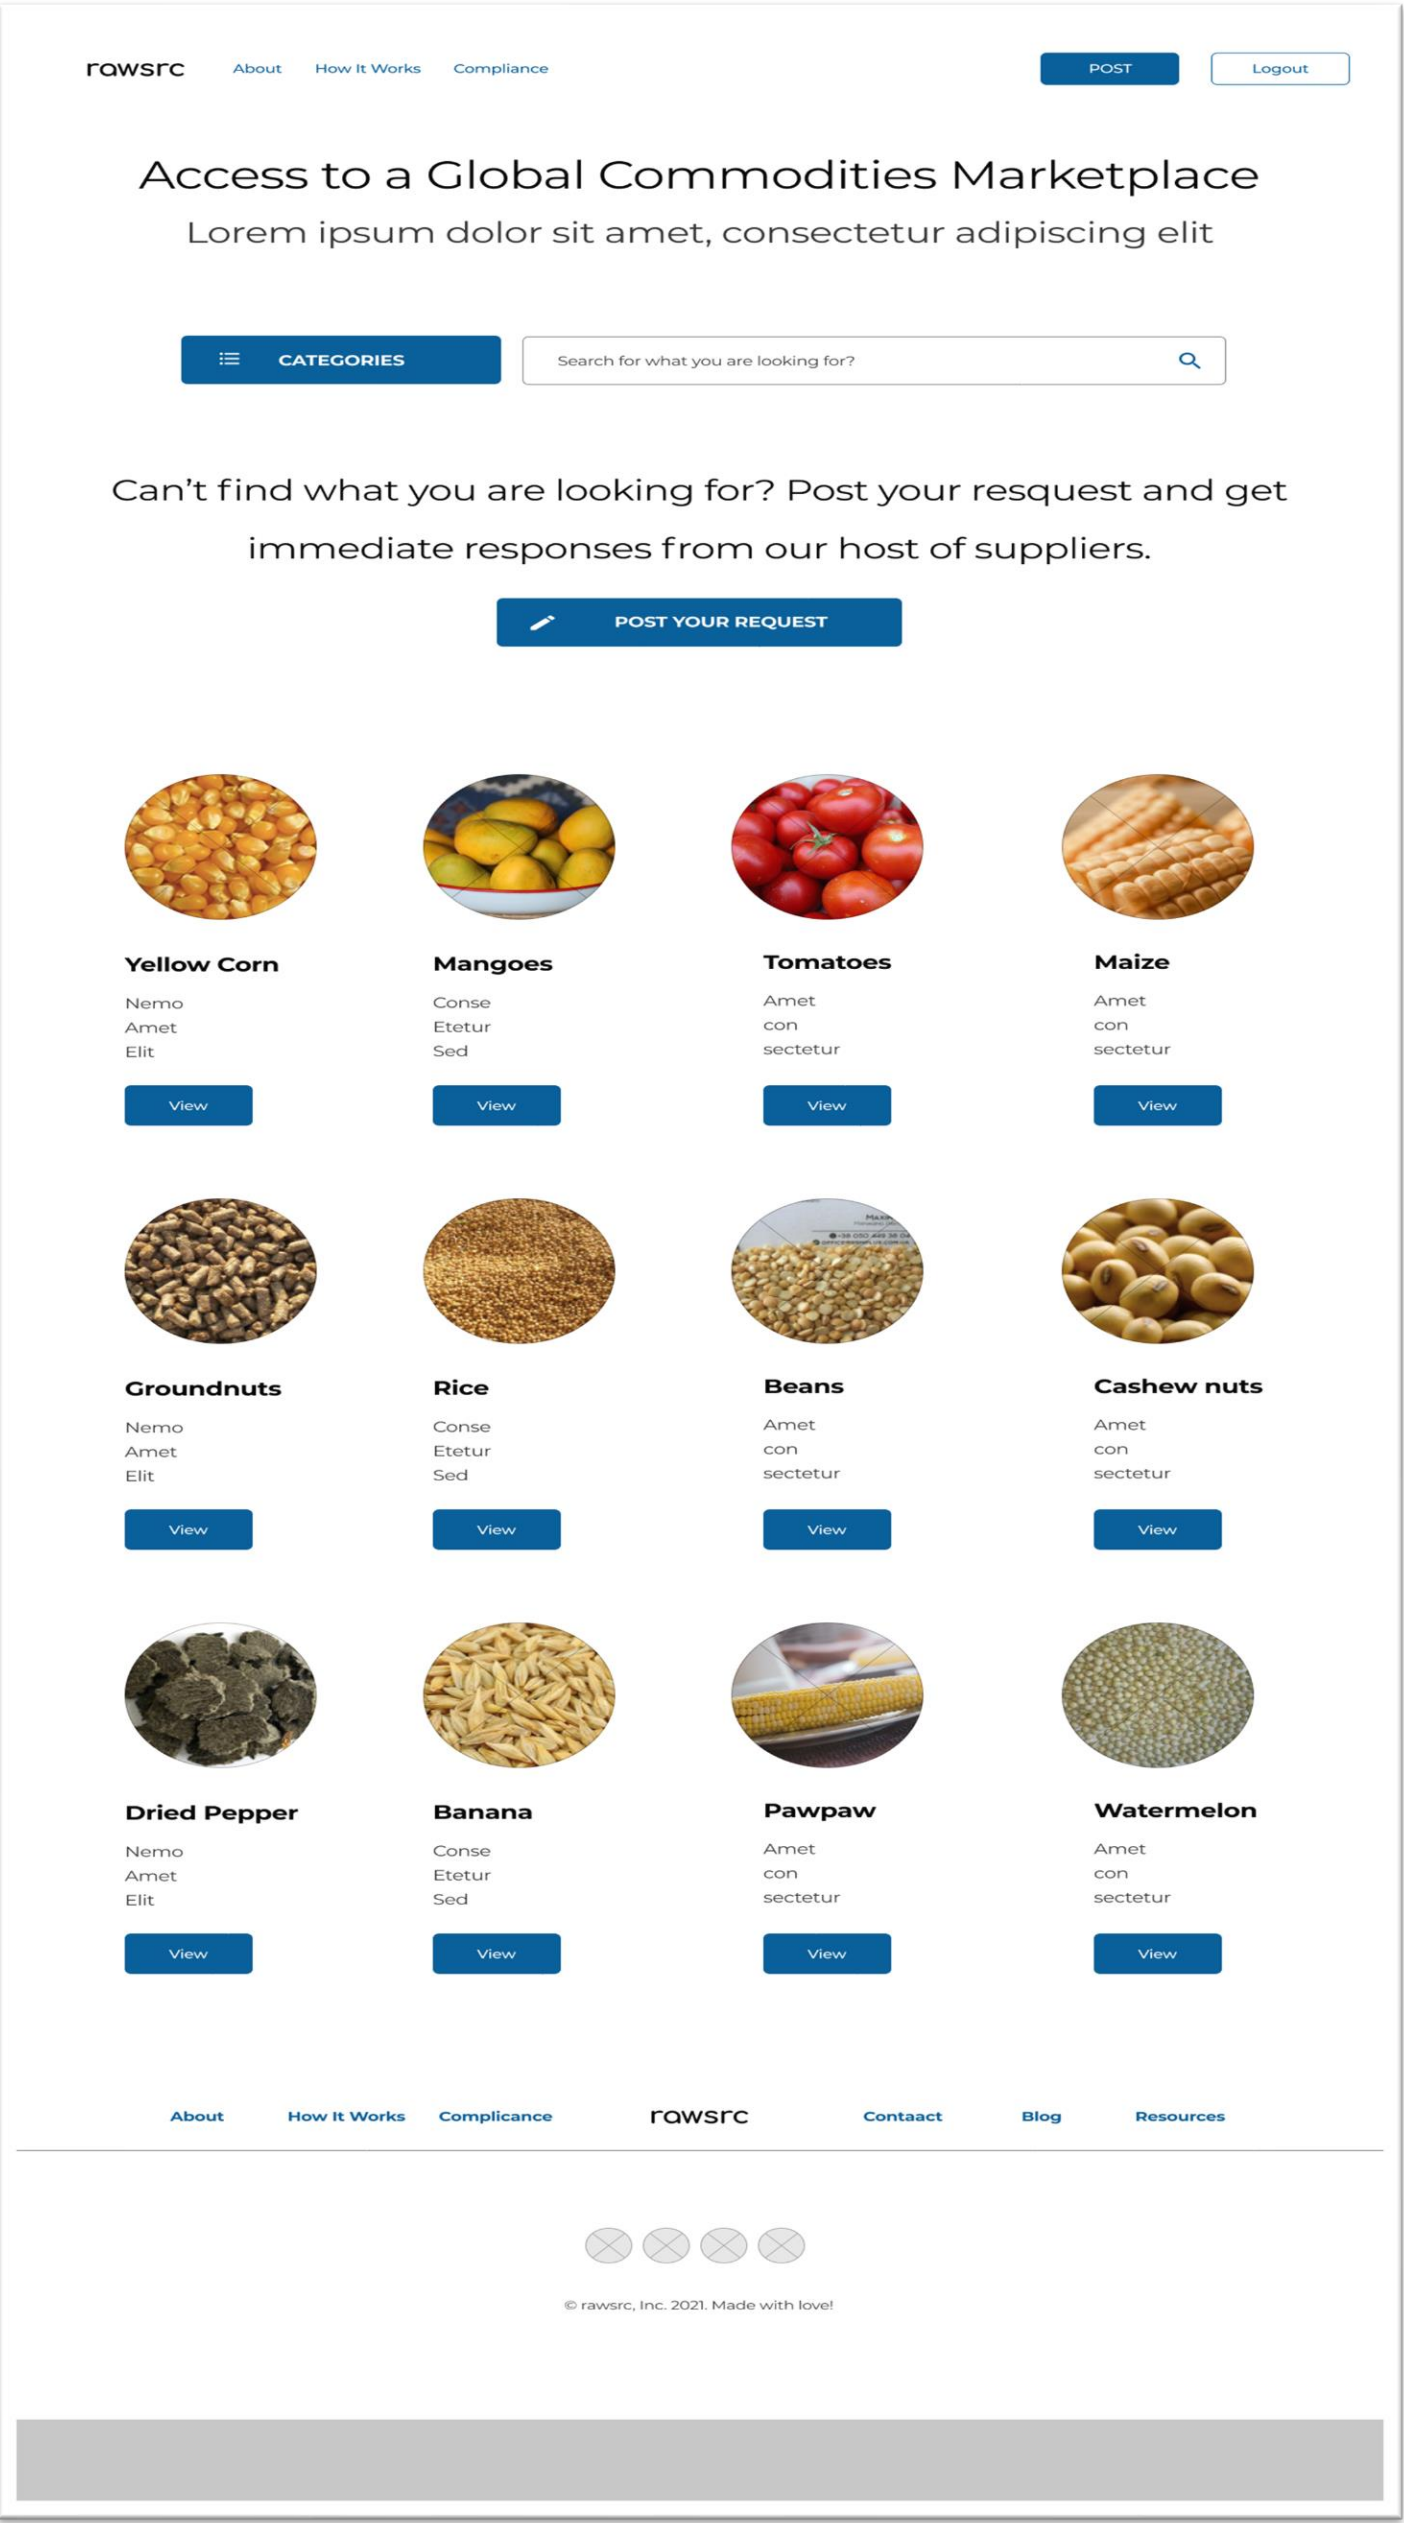 rawsrc About How It Works Compliance POST Logout
Access to a Global Commodities Marketplace
Lorem ipsum dolor sit amet, consectetur adipiscing elit
CATEGORIES Search for what you are looking for?
Can't find what you are looking for? Post your resquest and get
immediate responses from our host of suppliers.
POST YOUR REQUEST
Yellow Corn
Nemo
Amet
Elit
View
Mangoes
Conse
Etetur
Sed
View
Tomatoes
Amet
con
sectetur
View
Maize
Amet
con
sectetur
View
Groundnuts
Nemo
Amet
Elit
View
Rice
Conse
Etetur
Sed
View
Beans
Amet
con
sectetur
View
Cashew nuts
Amet
con
sectetur
View
Dried Pepper
Nemo
Amet
Elit
View
Banana
Conse
Etetur
Sed
View
Pawpaw
Amet
con
sectetur
View
Watermelon
Amet
con
sectetur
View
About How It Works Complicance rawsrc Contaact Blog Resources
© rawsrc, Inc. 2021. Made with love!